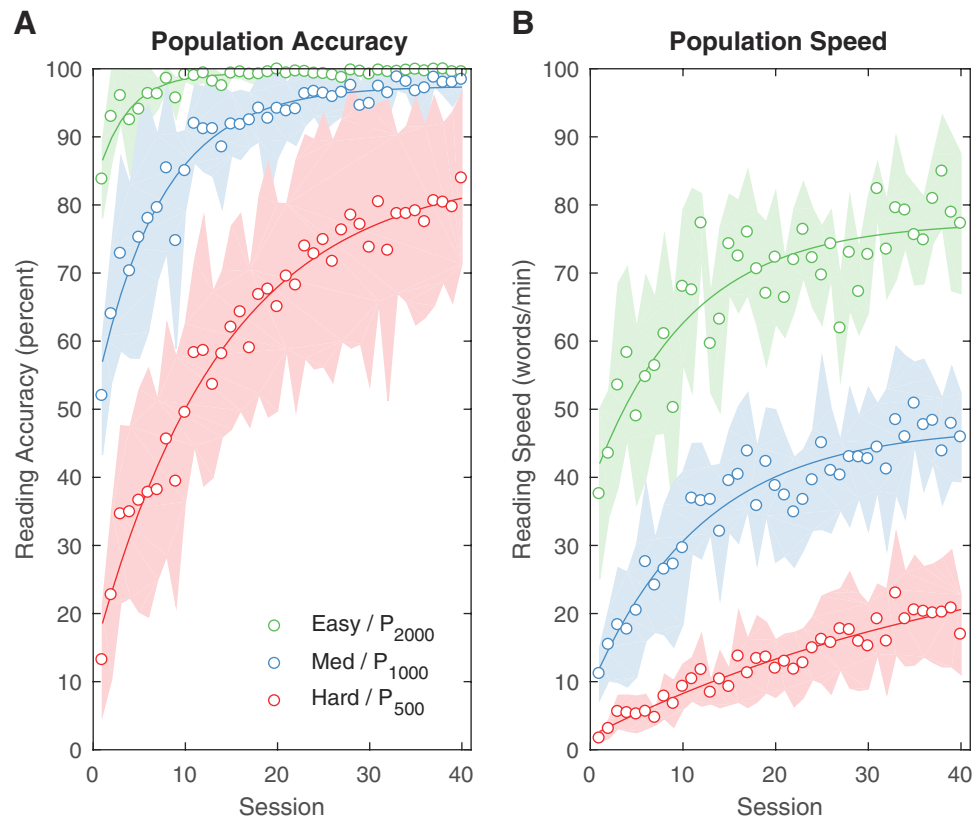 A
Population Accuracy
100
90
80
70
60
50
40
30
20
10
0
Reading Accuracy (percent)
Easy / P2000
Med / P1000
Hard / P500
0 10 20 30 40
Session
B
Population Speed
100
90
80
70
60
50
40
30
20
10
0
Reading Speed (words/min)
0 10 20 30 40
Session